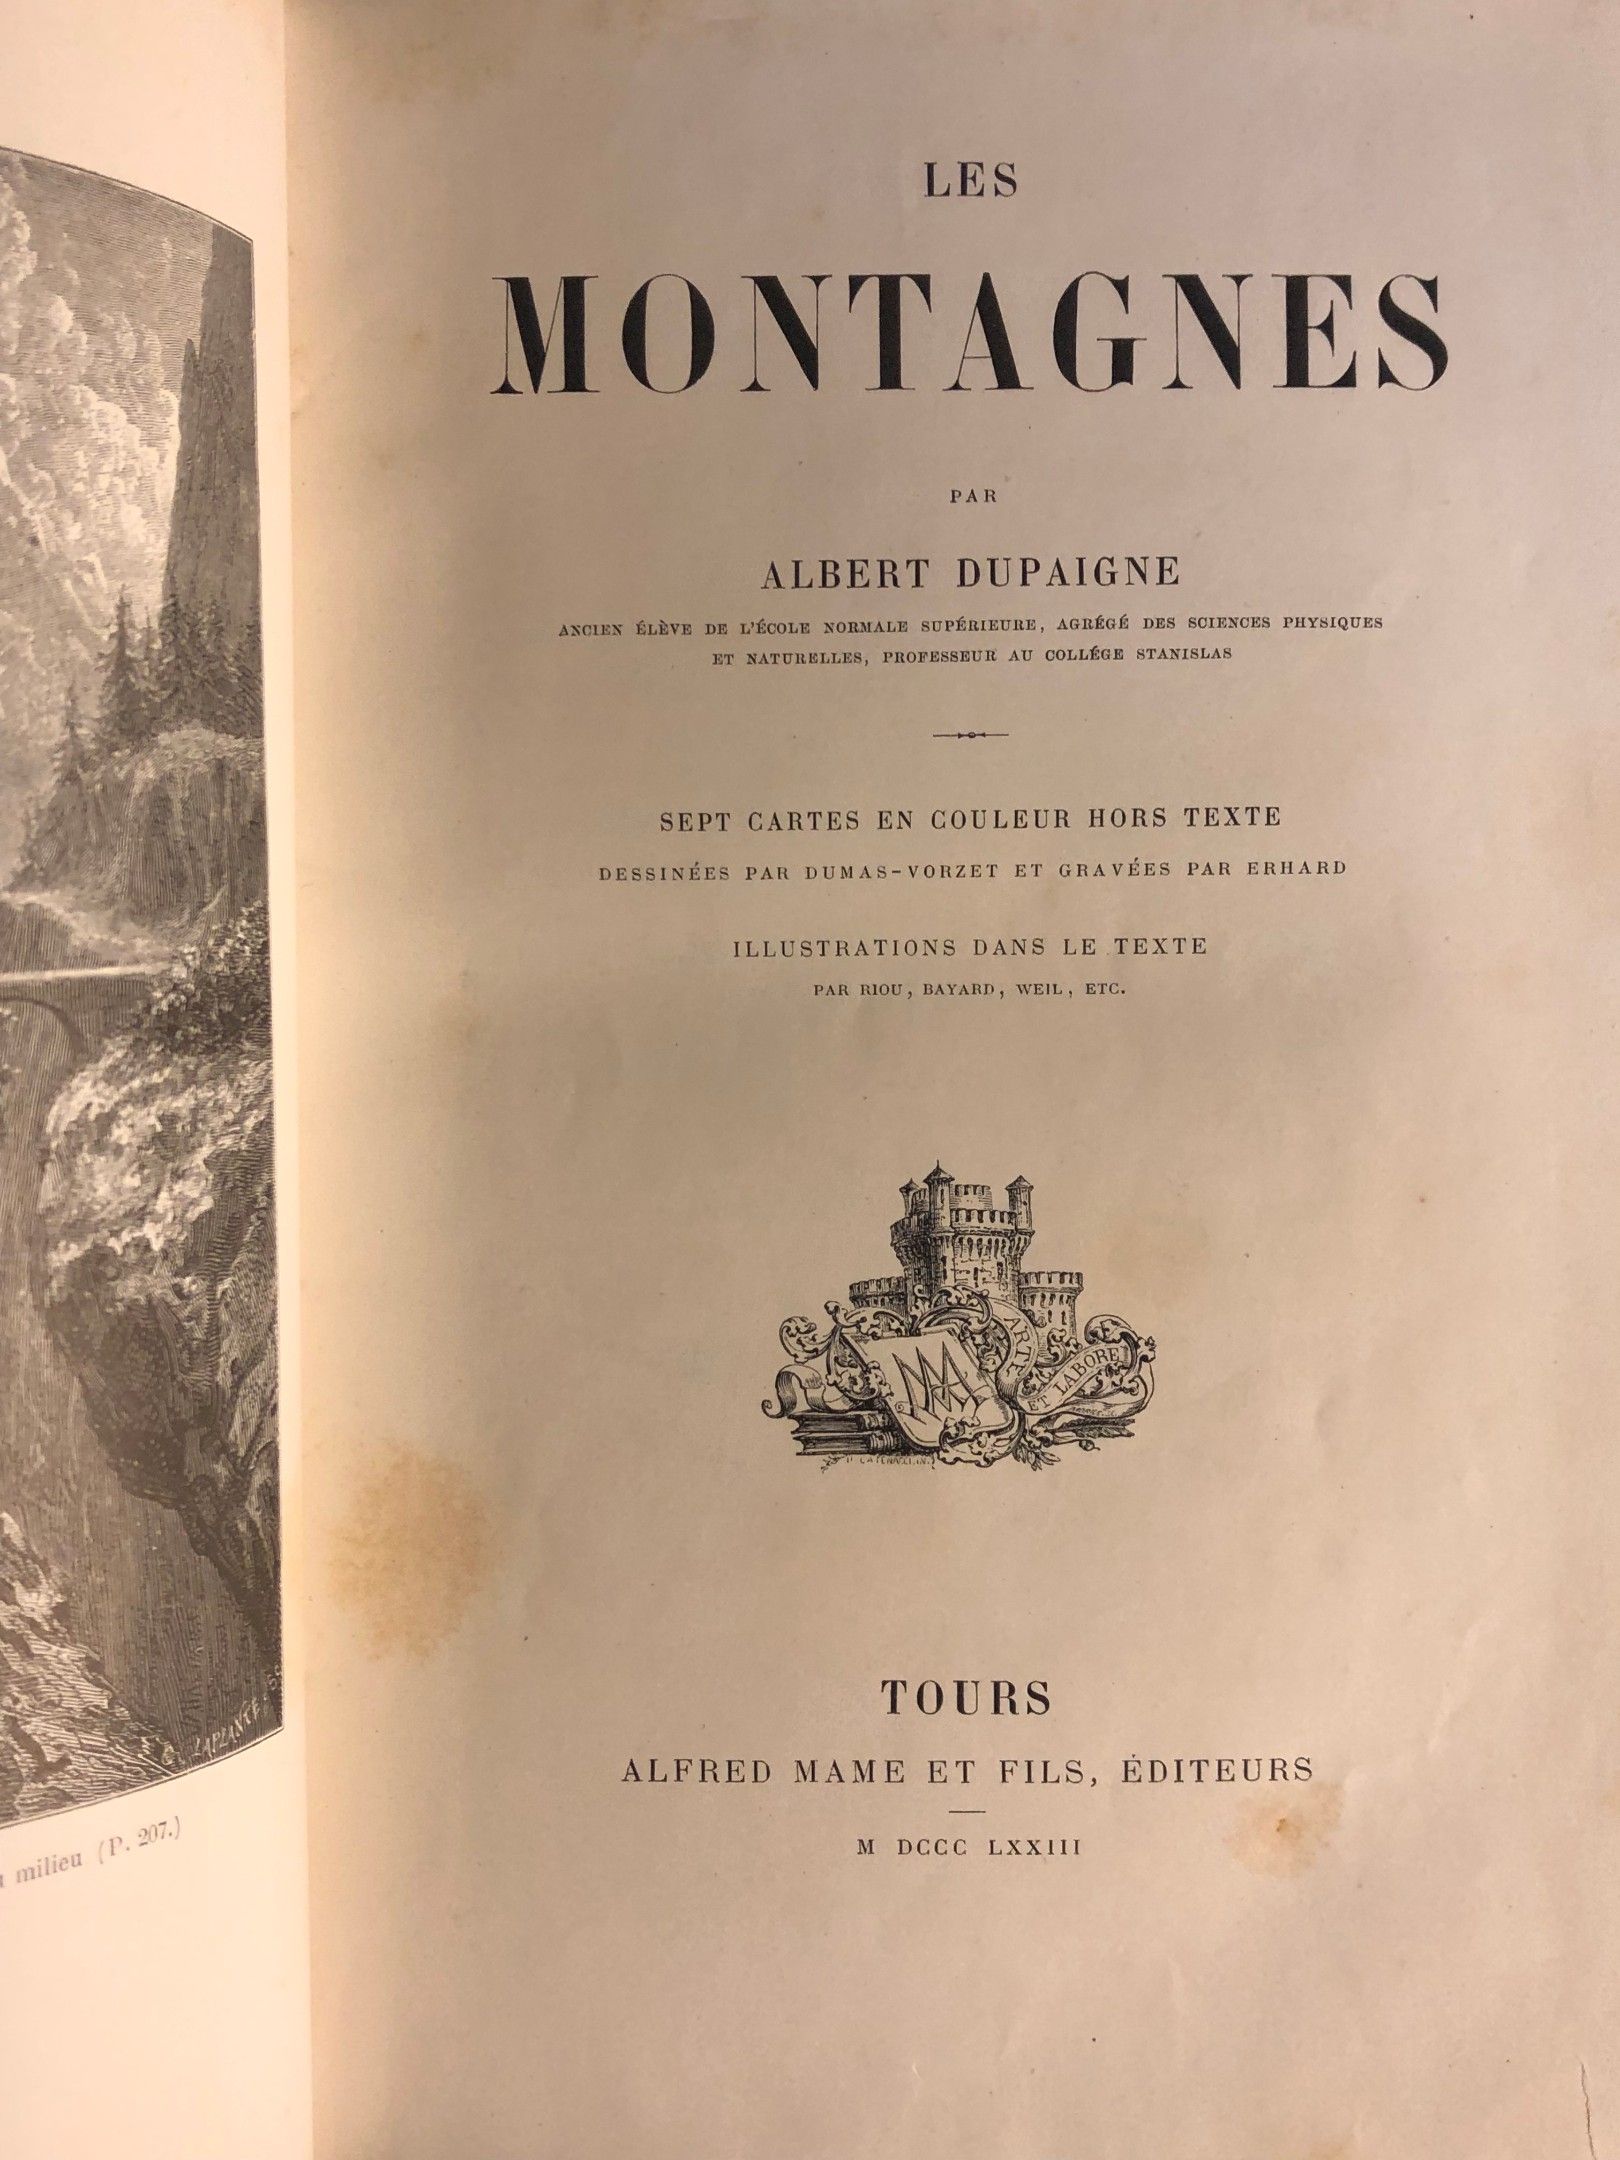 LAPLANTE
milieu (P. 207.)
LES
MONTAGNES
PAR
ALBERT DUPAIGNE
ANCIEN ÉLÈVE DE L'ÉCOLE NORMALE SUPÉRIEURE, AGRÉGÉ DES SCIENCES PHYSIQUES
ET NATURELLES, PROFESSEUR AU COLLÉGE STANISLAS
SEPT CARTES EN COULEUR HORS TEXTE
DESSINÉES PAR DUMAS-VORZET ET GRAVÉES PAR ERHARD
ILLUSTRATIONS DANS LE TEXTE
PAR RIOU, BAYARD, WEIL, ETC.
ARTE
ET LABORE
TOURS
ALFRED MAME ET FILS, ÉDITEURS
M DCCC LXXIII